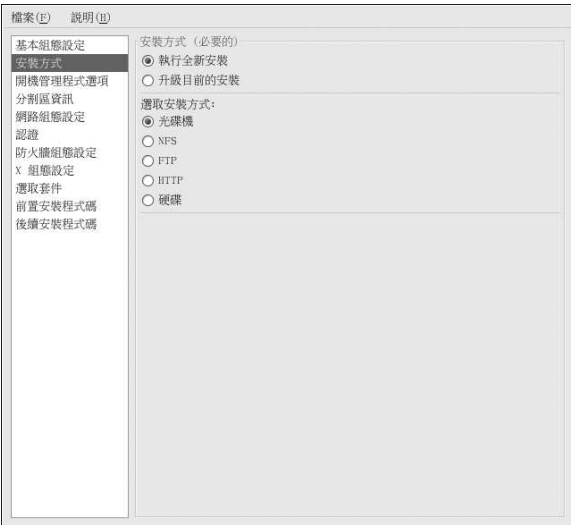 檔案(F) 説明(H)
基本組態設定
安裝方式
開機管理程式選項
分割區資訊
網路組態設定
認證
防火牆組態設定
X 組態設定
選取套件
前置安裝程式碼
後續安裝程式碼
安裝方式 (必要的)
執行全新安裝
升級目前的安裝
選取安裝方式:
光碟機
NFS
FTP
HTTP
硬碟